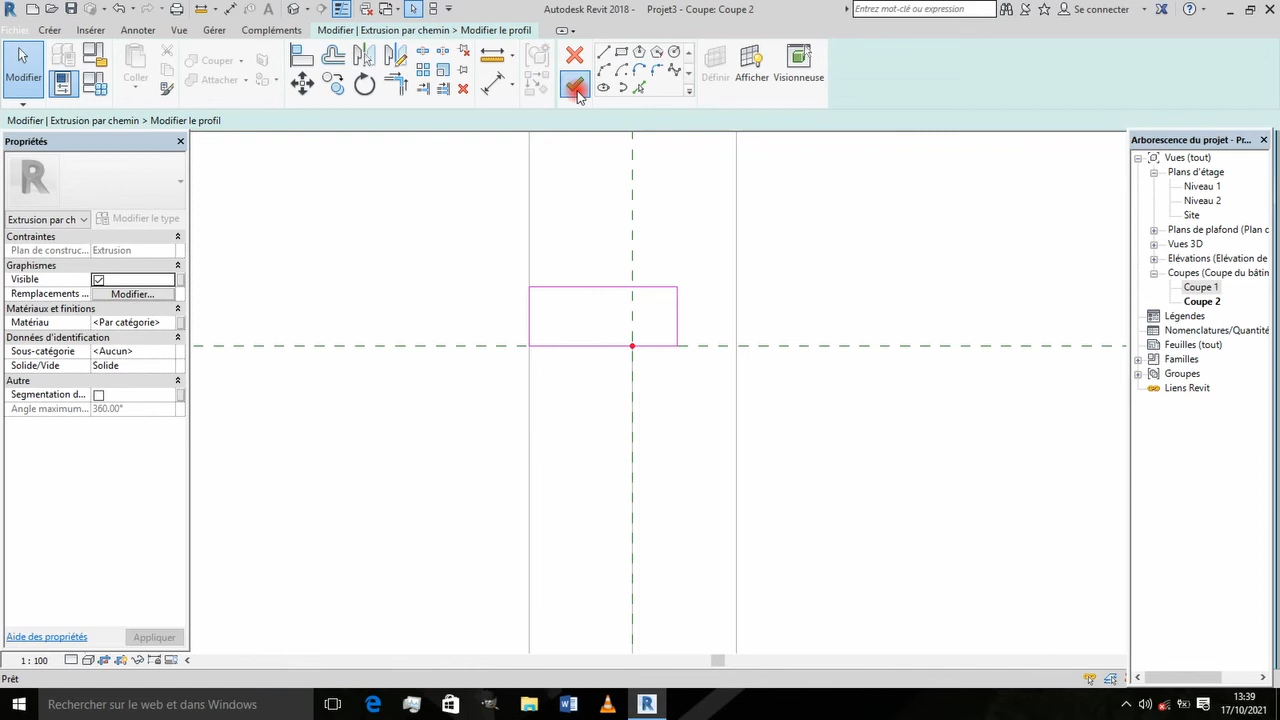 Autodesk Revit 2018 - Projet3 - Coupe: Coupe 2
Entrez mot-clé ou expression
Se connecter
Fichier
Créer
Insérer
Annoter
Vue
Gérer
Compléments
Modifier | Extrusion par chemin > Modifier le profil
Modifier
Coller
Couper
Attacher
Définir
Afficher
Visionneuse
Modifier | Extrusion par chemin > Modifier le profil
Propriétés
R
Extrusion par ch
Modifier le type
Contraintes
Plan de construc...
Extrusion
Graphismes
Visible
Remplacements ...
Modifier...
Matériaux et finitions
Matériau
<Par catégorie>
Données d'identification
Sous-catégorie
<Aucun>
Solide/Vide
Solide
Autre
Segmentation d...
Angle maximum...
360.00°
Aide des propriétés
Appliquer
Arborescence du projet - Pr...
Vues (tout)
Plans d'étage
Niveau 1
Niveau 2
Site
Plans de plafond (Plan c
Vues 3D
Elévations (Elévation de
Coupes (Coupe du bâtin
Coupe 1
Coupe 2
Légendes
Nomenclatures/Quantité
Feuilles (tout)
Familles
Groupes
Liens Revit
1 : 100
Prêt
Rechercher sur le web et dans Windows
13:39
17/10/2021